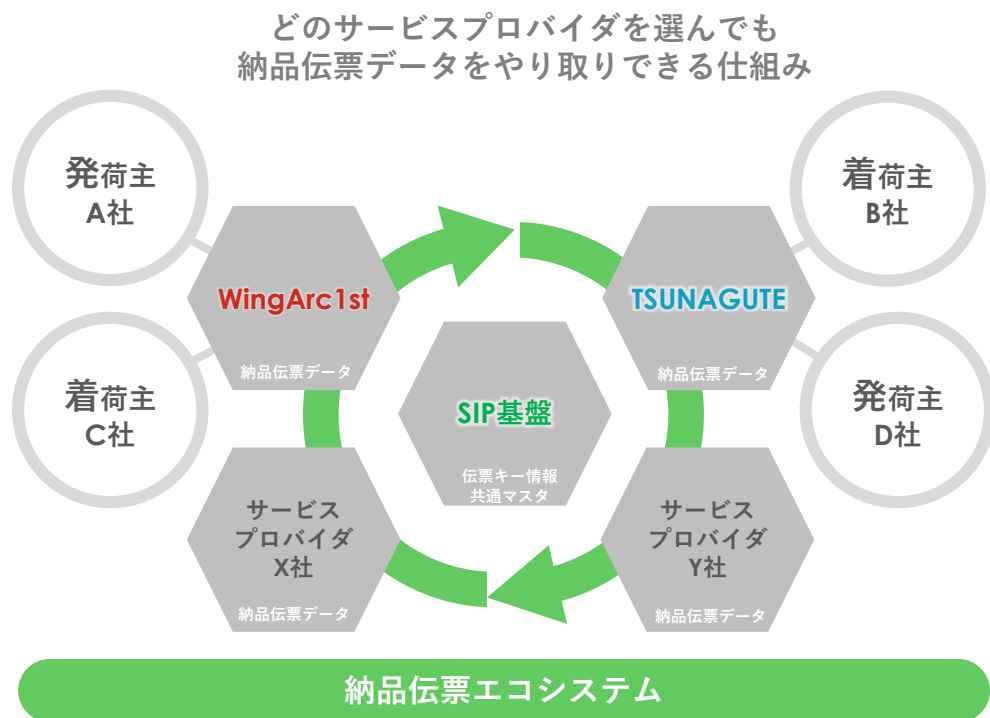 どのサービスプロバイダを選んでも
納品伝票データをやり取りできる仕組み
発荷主
A社
着荷主
B社
WingArc1st
納品伝票データ
TSUNAGUTE
納品伝票データ
着荷主
C社
SIP基盤
伝票キー情報
共通マスタ
発荷主
D社
サービス
プロバイダ
X社
納品伝票データ
サービス
プロバイダ
Y社
納品伝票データ
納品伝票エコシステム